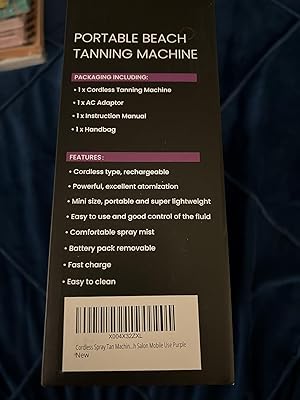 PORTABLE BEACH
TANNING MACHINE
PACKAGING INCLUDING:
• 1 x Cordless Tanning Machine
• 1 x AC Adaptor
• 1 x Instruction Manual
• 1 x Handbag
FEATURES:
• Cordless type, rechargeable
• Powerful, excellent atomization
• Mini size, portable and super lightweight
• Easy to use and good control of the fluid
• Comfortable spray mist
• Battery pack removable
• Fast charge
• Easy to clean
X004X32ZXL
Cordless Spray Tan Machin...h Salon Mobile Use Purple
New